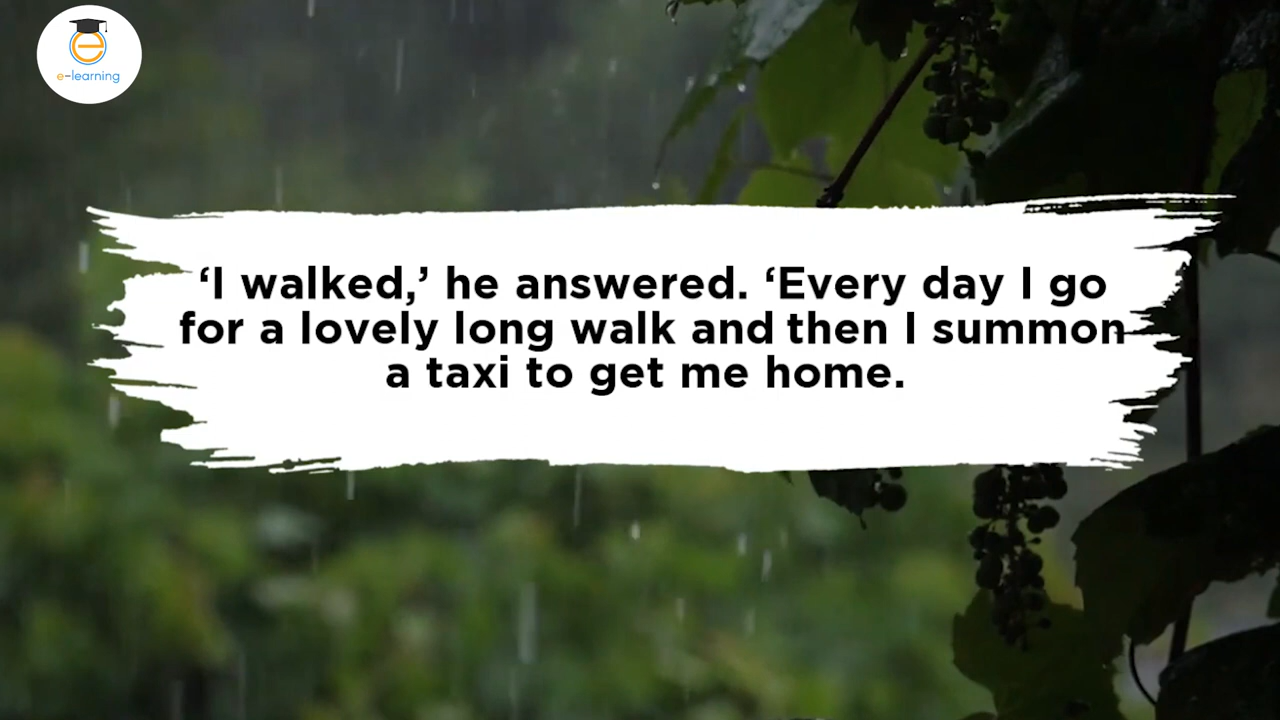 e-learning
‘I walked,’ he answered. ‘Every day I go
for a lovely long walk and then I summon
a taxi to get me home.